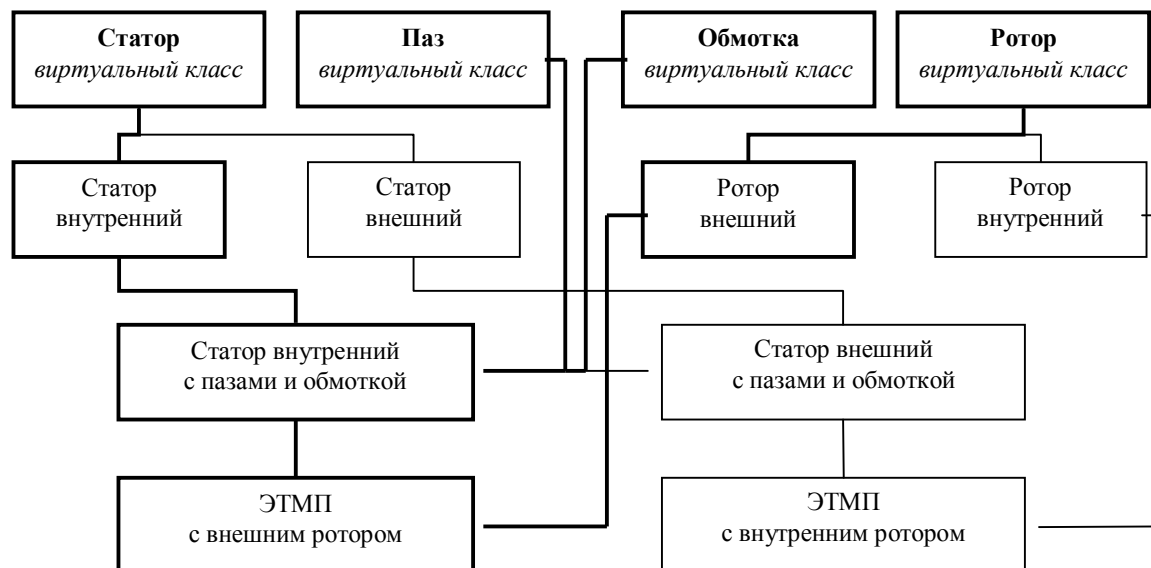 Статор
виртуальный класс
Паз
виртуальный класс
Обмотка
виртуальный класс
Ротор
виртуальный класс
Статор
внутренний
Статор
внешний
Ротор
внешний
Ротор
внутренний
Статор внутренний
с пазами и обмоткой
Статор внешний
с пазами и обмоткой
ЭТМП
с внешним ротором
ЭТМП
с внутренним ротором